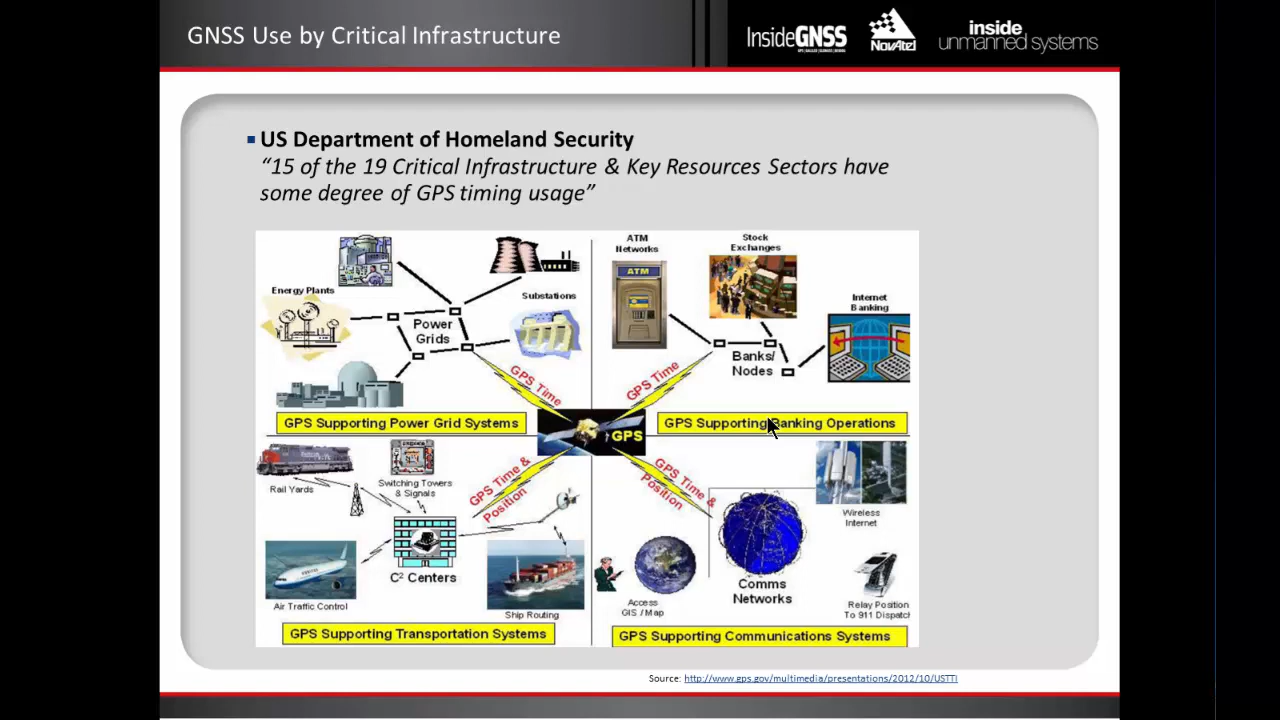 GNSS Use by Critical Infrastructure
InsideGNSS
NovAtel
inside
unmanned systems
US Department of Homeland Security
“15 of the 19 Critical Infrastructure & Key Resources Sectors have
some degree of GPS timing usage”
Energy Plants
Power
Grids
Substations
GPS Time
GPS Supporting Power Grid Systems
ATM
Networks
ATM
Stock
Exchanges
Internet
Banking
Banks/
Nodes
GPS Time
GPS Supporting Banking Operations
GPS
Rail Yards
Switching Towers
& Signals
GPS Time &
Position
C² Centers
Air Traffic Control
Ship Routing
GPS Supporting Transportation Systems
GPS Time &
Position
Wireless
Internet
Comms
Networks
Access
GIS / Map
Relay Position
To 911 Dispatch
GPS Supporting Communications Systems
Source: http://www.gps.gov/multimedia/presentations/2012/10/USTTI